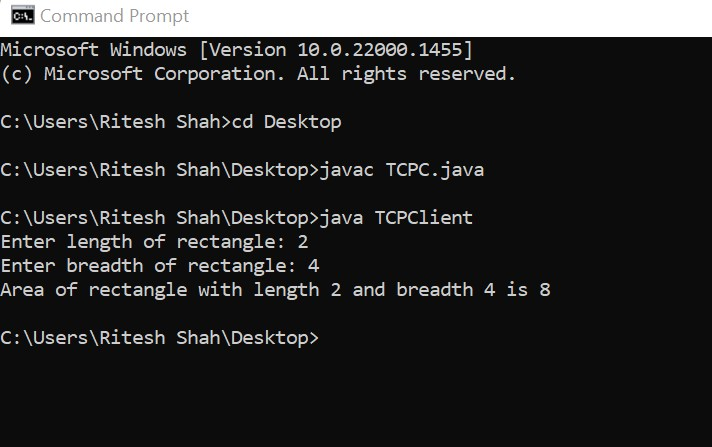 Command Prompt
Microsoft Windows [Version 10.0.22000.1455]
(c) Microsoft Corporation. All rights reserved.
C:\Users\Ritesh Shah>cd Desktop
C:\Users\Ritesh Shah\Desktop>javac TCPC.java
C:\Users\Ritesh Shah\Desktop>java TCPClient
Enter length of rectangle: 2
Enter breadth of rectangle: 4
Area of rectangle with length 2 and breadth 4 is 8
C:\Users\Ritesh Shah\Desktop>